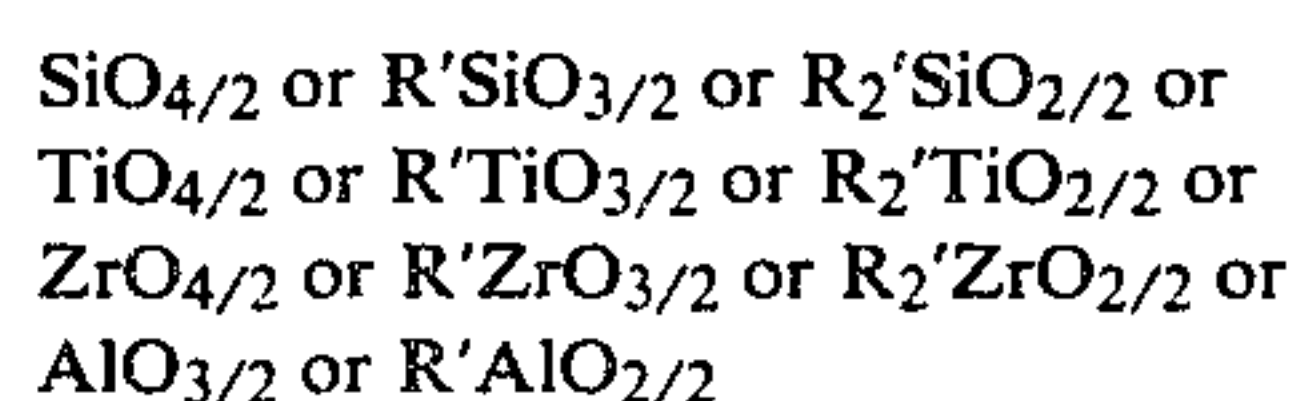 SiO4/2 or R'SiO3/2 or R2'SiO2/2 or
TiO4/2 or R'TiO3/2 or R2'TiO2/2 or
ZrO4/2 or R'ZrO3/2 or R2'ZrO2/2 or
AlO3/2 or R'AlO2/2